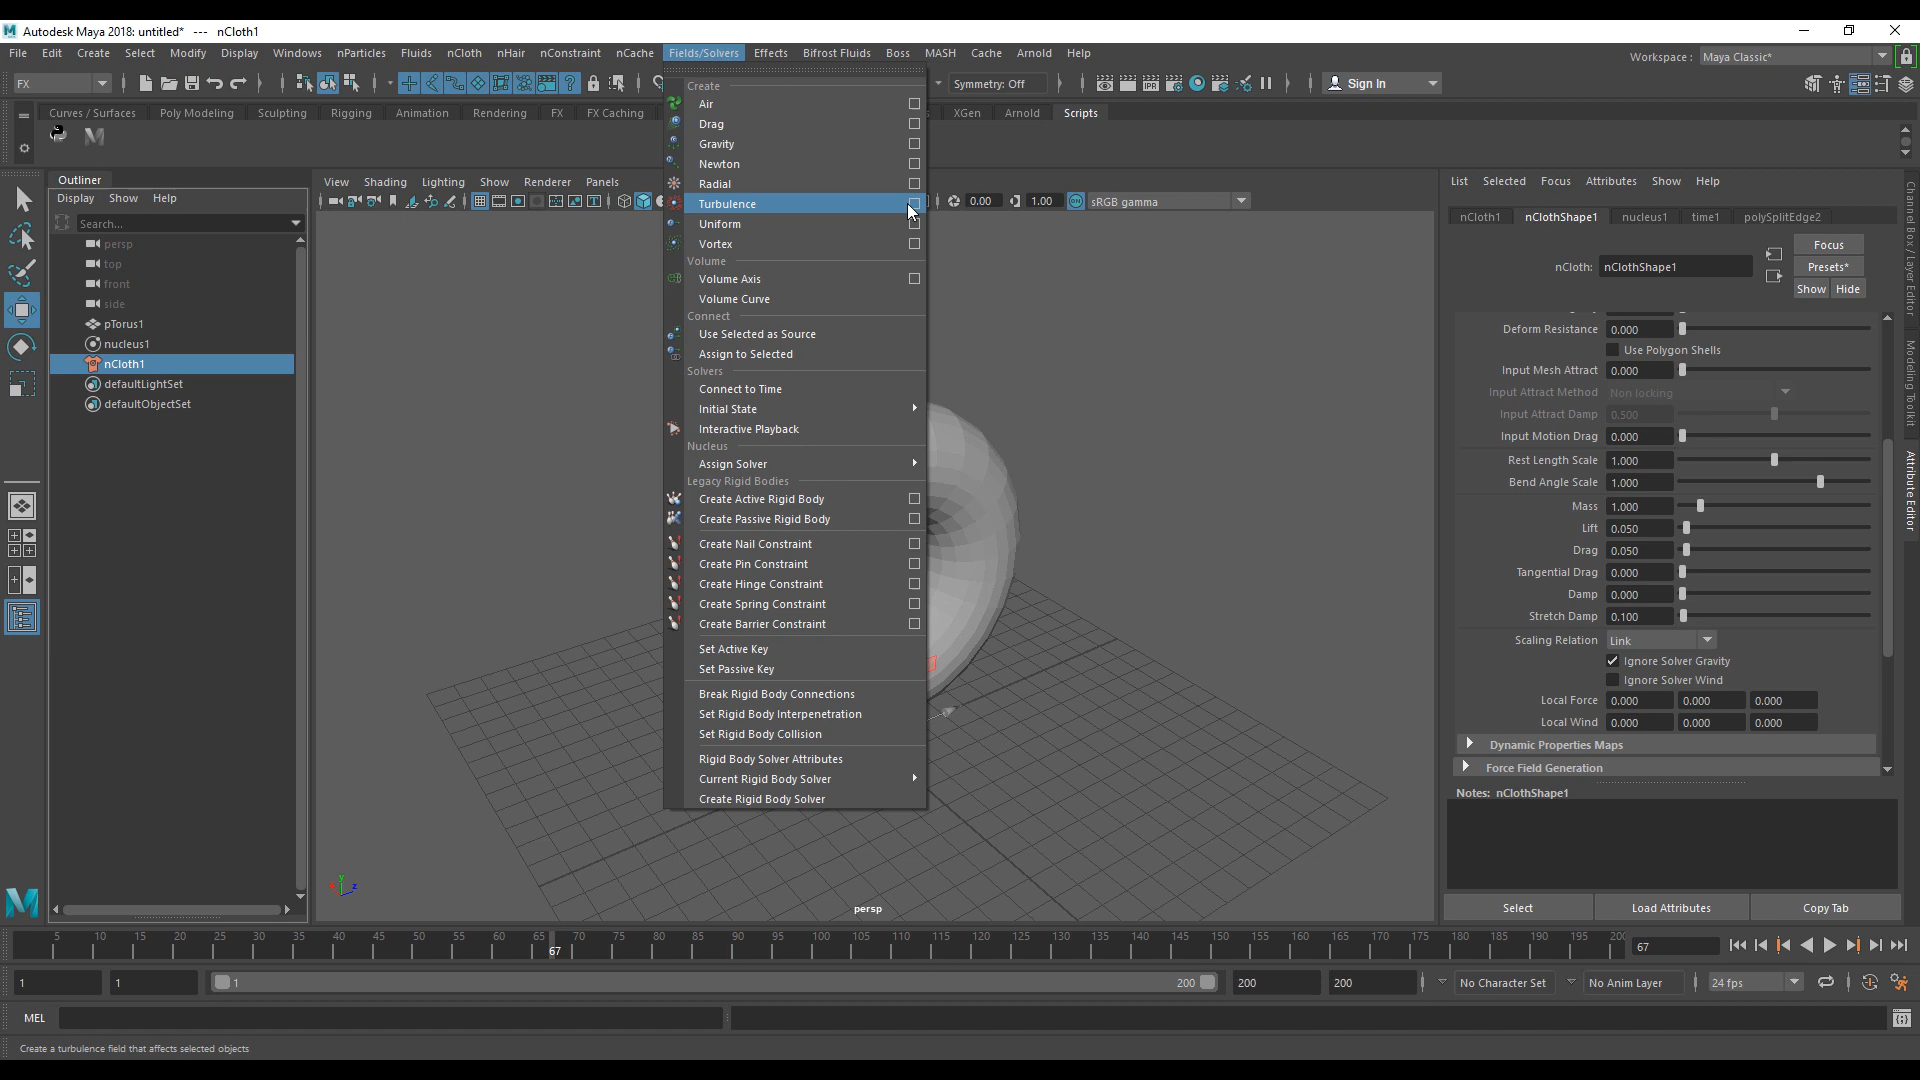 Autodesk Maya 2018: untitled* --- nCloth1
File Edit Create Select Modify Display Windows nParticles Fluids nCloth nHair nConstraint nCache Fields/Solvers Effects Bifrost Fluids Boss MASH Cache Arnold Help
Workspace : Maya Classic*
FX
Symmetry: Off
Sign In
Curves / Surfaces Poly Modeling Sculpting Rigging Animation Rendering FX FX Caching XGen Arnold Scripts
Create
Air
Drag
Gravity
Newton
Radial
Turbulence
Uniform
Vortex
Volume
Volume Axis
Volume Curve
Connect
Use Selected as Source
Assign to Selected
Solvers
Connect to Time
Initial State
Interactive Playback
Nucleus
Assign Solver
Legacy Rigid Bodies
Create Active Rigid Body
Create Passive Rigid Body
Create Nail Constraint
Create Pin Constraint
Create Hinge Constraint
Create Spring Constraint
Create Barrier Constraint
Set Active Key
Set Passive Key
Break Rigid Body Connections
Set Rigid Body Interpenetration
Set Rigid Body Collision
Rigid Body Solver Attributes
Current Rigid Body Solver
Create Rigid Body Solver
Outliner
Display Show Help
Search...
persp
top
front
side
pTorus1
nucleus1
nCloth1
defaultLightSet
defaultObjectSet
View Shading Lighting Show Renderer Panels
0.00 1.00 ON sRGB gamma
persp
y
z
List Selected Focus Attributes Show Help
nCloth1 nClothShape1 nucleus1 time1 polySplitEdge2
nCloth: nClothShape1
Focus
Presets*
Show Hide
Deform Resistance 0.000
Use Polygon Shells
Input Mesh Attract 0.000
Input Attract Method Non locking
Input Attract Damp 0.500
Input Motion Drag 0.000
Rest Length Scale 1.000
Bend Angle Scale 1.000
Mass 1.000
Lift 0.050
Drag 0.050
Tangential Drag 0.000
Damp 0.000
Stretch Damp 0.100
Scaling Relation Link
Ignore Solver Gravity
Ignore Solver Wind
Local Force 0.000 0.000 0.000
Local Wind 0.000 0.000 0.000
Dynamic Properties Maps
Force Field Generation
Notes: nClothShape1
Select Load Attributes Copy Tab
Channel Box / Layer Editor
Modeling Toolkit
Attribute Editor
5 10 15 20 25 30 35 40 45 50 55 60 65 70 75 80 85 90 95 100 105 110 115 120 125 130 135 140 145 150 155 160 165 170 175 180 185 190 195 200
67
67
1 1 1 200 200 200 No Character Set No Anim Layer 24 fps
MEL
Create a turbulence field that affects selected objects